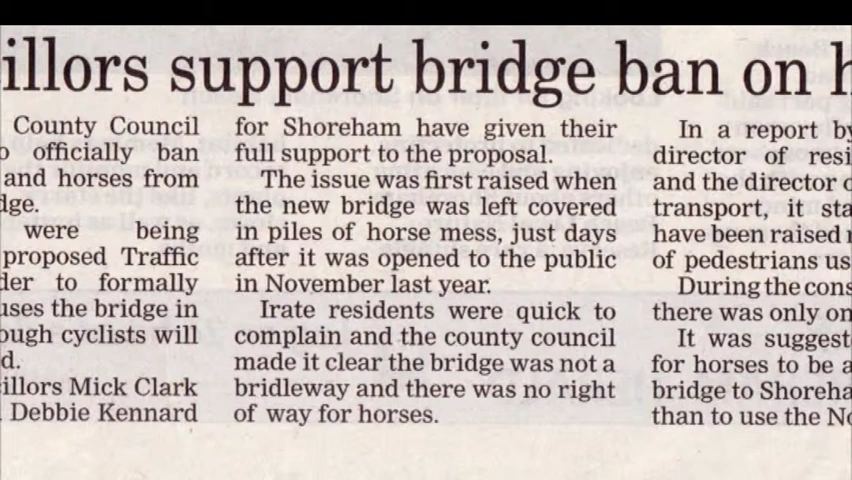 illors support bridge ban on h
County Council
officially ban
and horses from
dge.
were being
proposed Traffic
der to formally
uses the bridge in
ough cyclists will
d.
illors Mick Clark
Debbie Kennard
for Shoreham have given their
full support to the proposal.
The issue was first raised when
the new bridge was left covered
in piles of horse mess, just days
after it was opened to the public
in November last year.
Irate residents were quick to
complain and the county council
made it clear the bridge was not a
bridleway and there was no right
of way for horses.
In a report by
director of resi
and the director o
transport, it sta
have been raised
of pedestrians us
During the cons
there was only on
It was suggest
for horses to be a
bridge to Shoreha
than to use the No